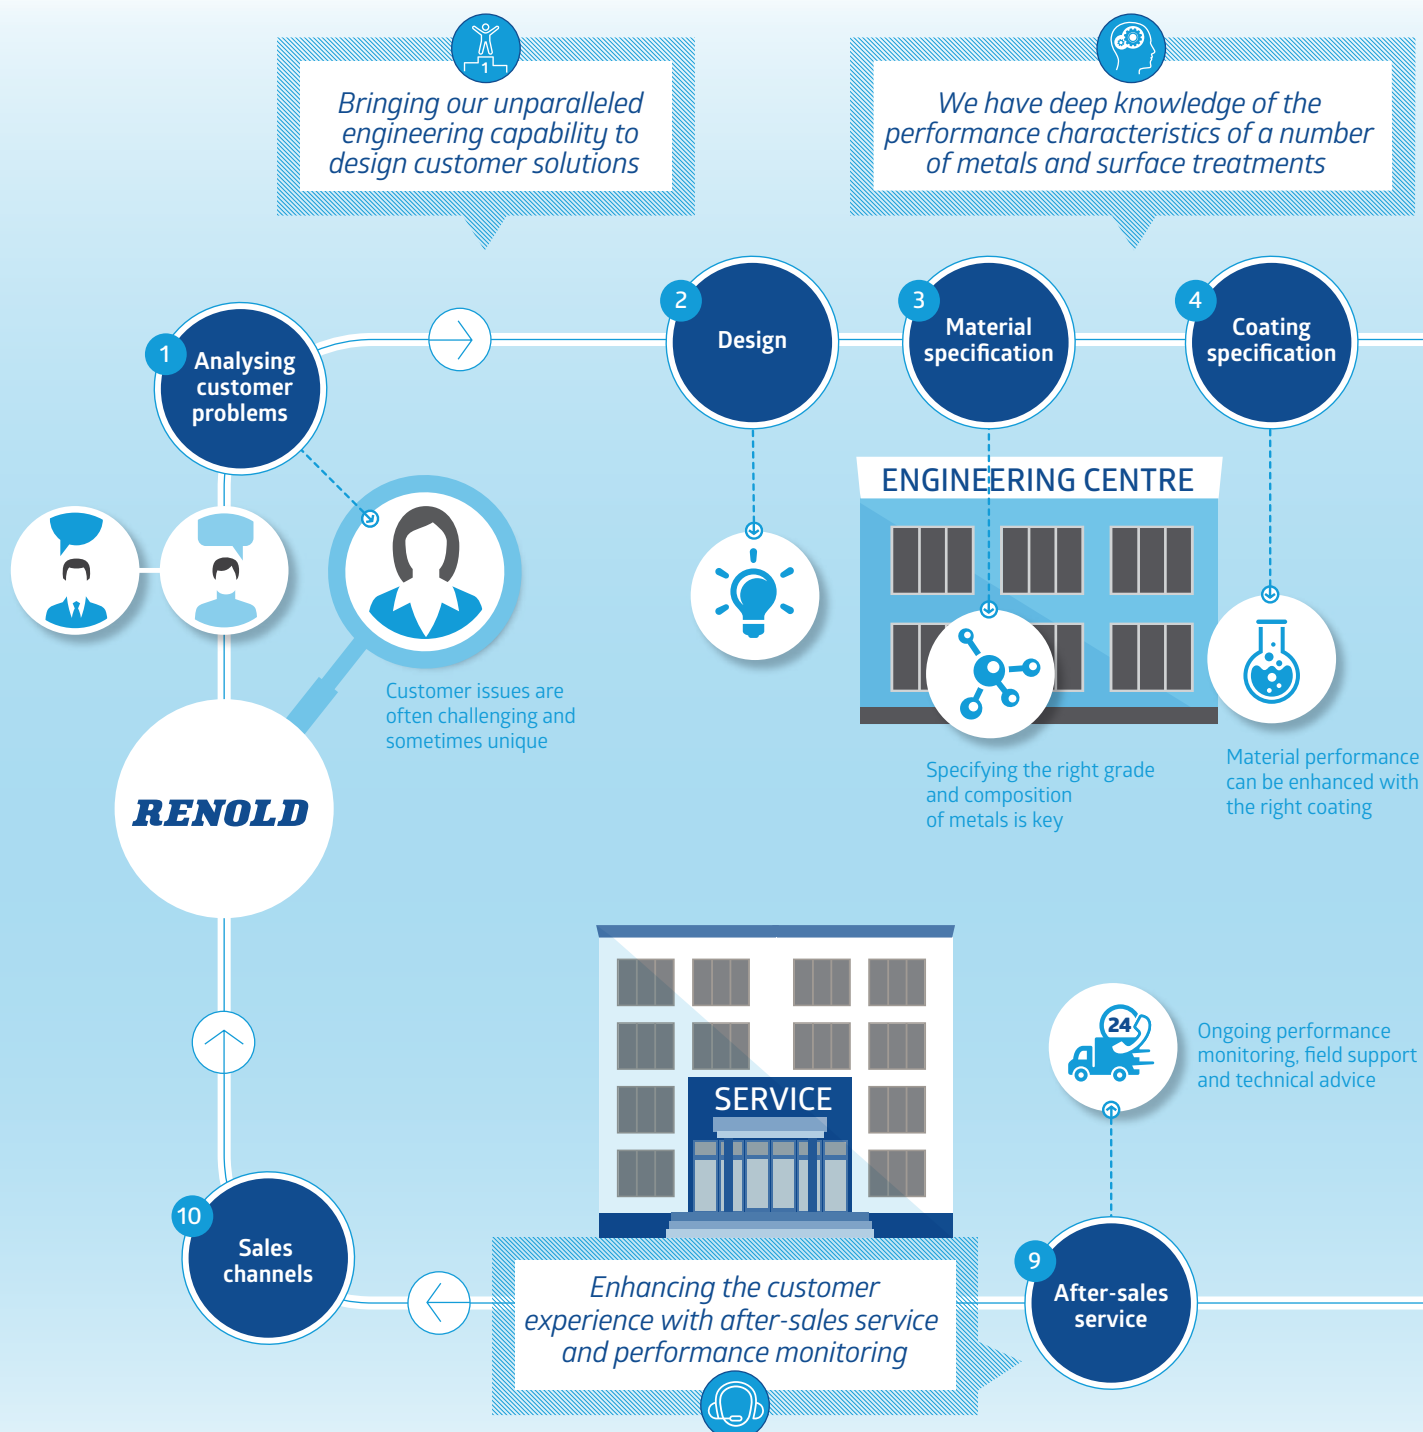 1
Bringing our unparalleled
engineering capability to
design customer solutions
We have deep knowledge of the
performance characteristics of a number
of metals and surface treatments
1
Analysing
customer
problems
2
Design
3
Material
specification
4
Coating
specification
ENGINEERING CENTRE
Customer issues are
often challenging and
sometimes unique
Specifying the right grade
and composition
of metals is key
Material performance
can be enhanced with
the right coating
RENOLD
SERVICE
24
Ongoing performance
monitoring, field support
and technical advice
10
Sales
channels
Enhancing the customer
experience with after-sales service
and performance monitoring
9
After-sales
service